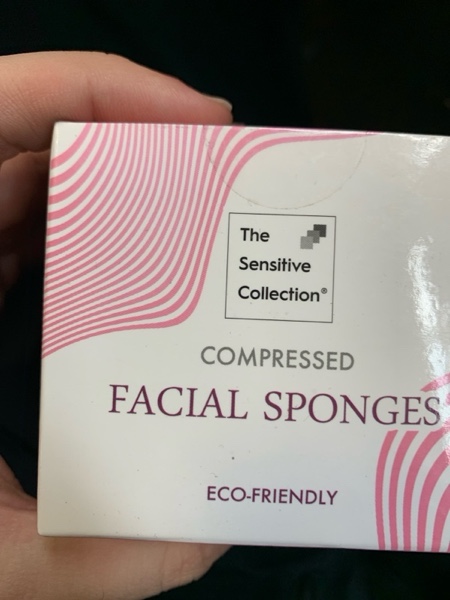 The
Sensitive
Collection®
COMPRESSED
FACIAL SPONGES
ECO-FRIENDLY